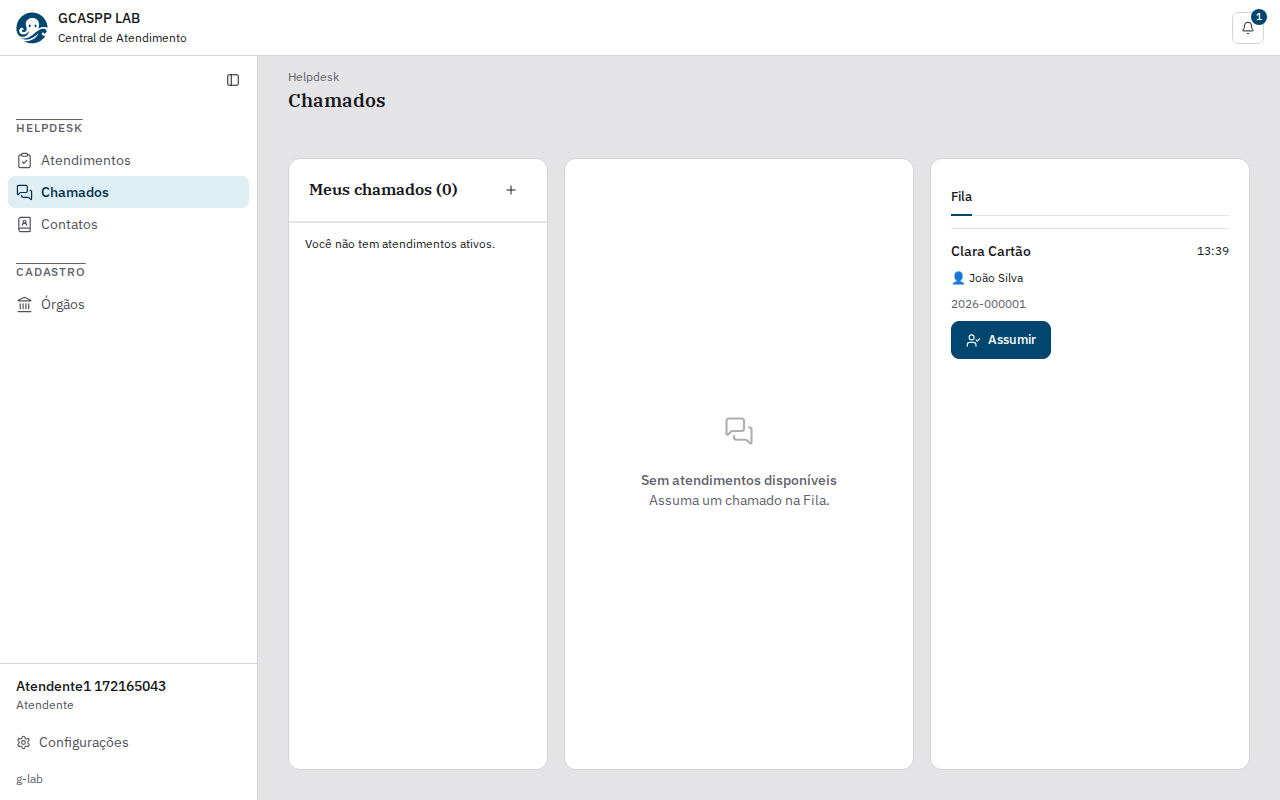 GCASPP LAB
Central de Atendimento
1
HELPDESK
Atendimentos
Chamados
Contatos
CADASTRO
Órgãos
Atendente1 172165043
Atendente
Configurações
g-lab
Helpdesk
Chamados
Meus chamados (0)
Você não tem atendimentos ativos.
Sem atendimentos disponíveis
Assuma um chamado na Fila.
Fila
Clara Cartão 13:39
João Silva
2026-000001
Assumir